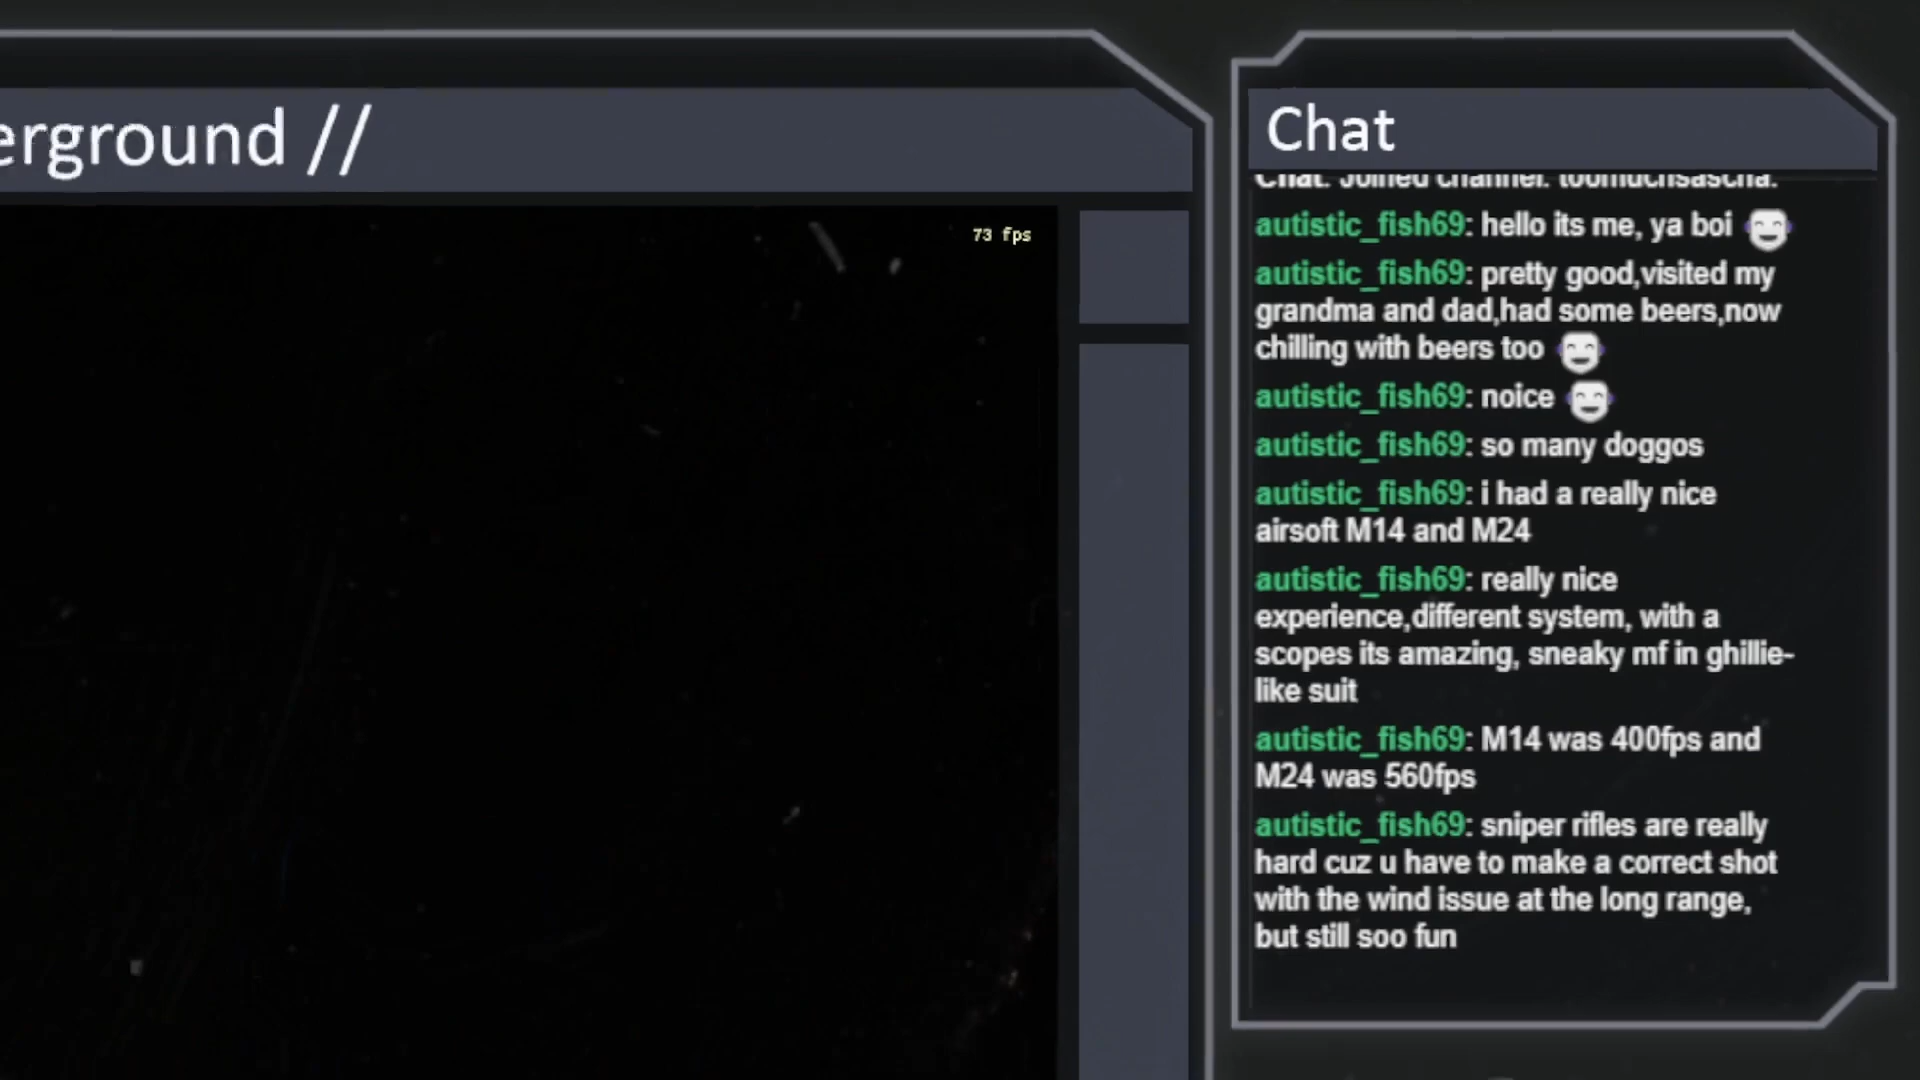 erground //
73 fps
Chat
Chat: Joined channel: toomuchsascha.
autistic_fish69: hello its me, ya boi
autistic_fish69: pretty good,visited my
grandma and dad,had some beers,now
chilling with beers too
autistic_fish69: noice
autistic_fish69: so many doggos
autistic_fish69: i had a really nice
airsoft M14 and M24
autistic_fish69: really nice
experience,different system, with a
scopes its amazing, sneaky mf in ghillie-
like suit
autistic_fish69: M14 was 400fps and
M24 was 560fps
autistic_fish69: sniper rifles are really
hard cuz u have to make a correct shot
with the wind issue at the long range,
but still soo fun